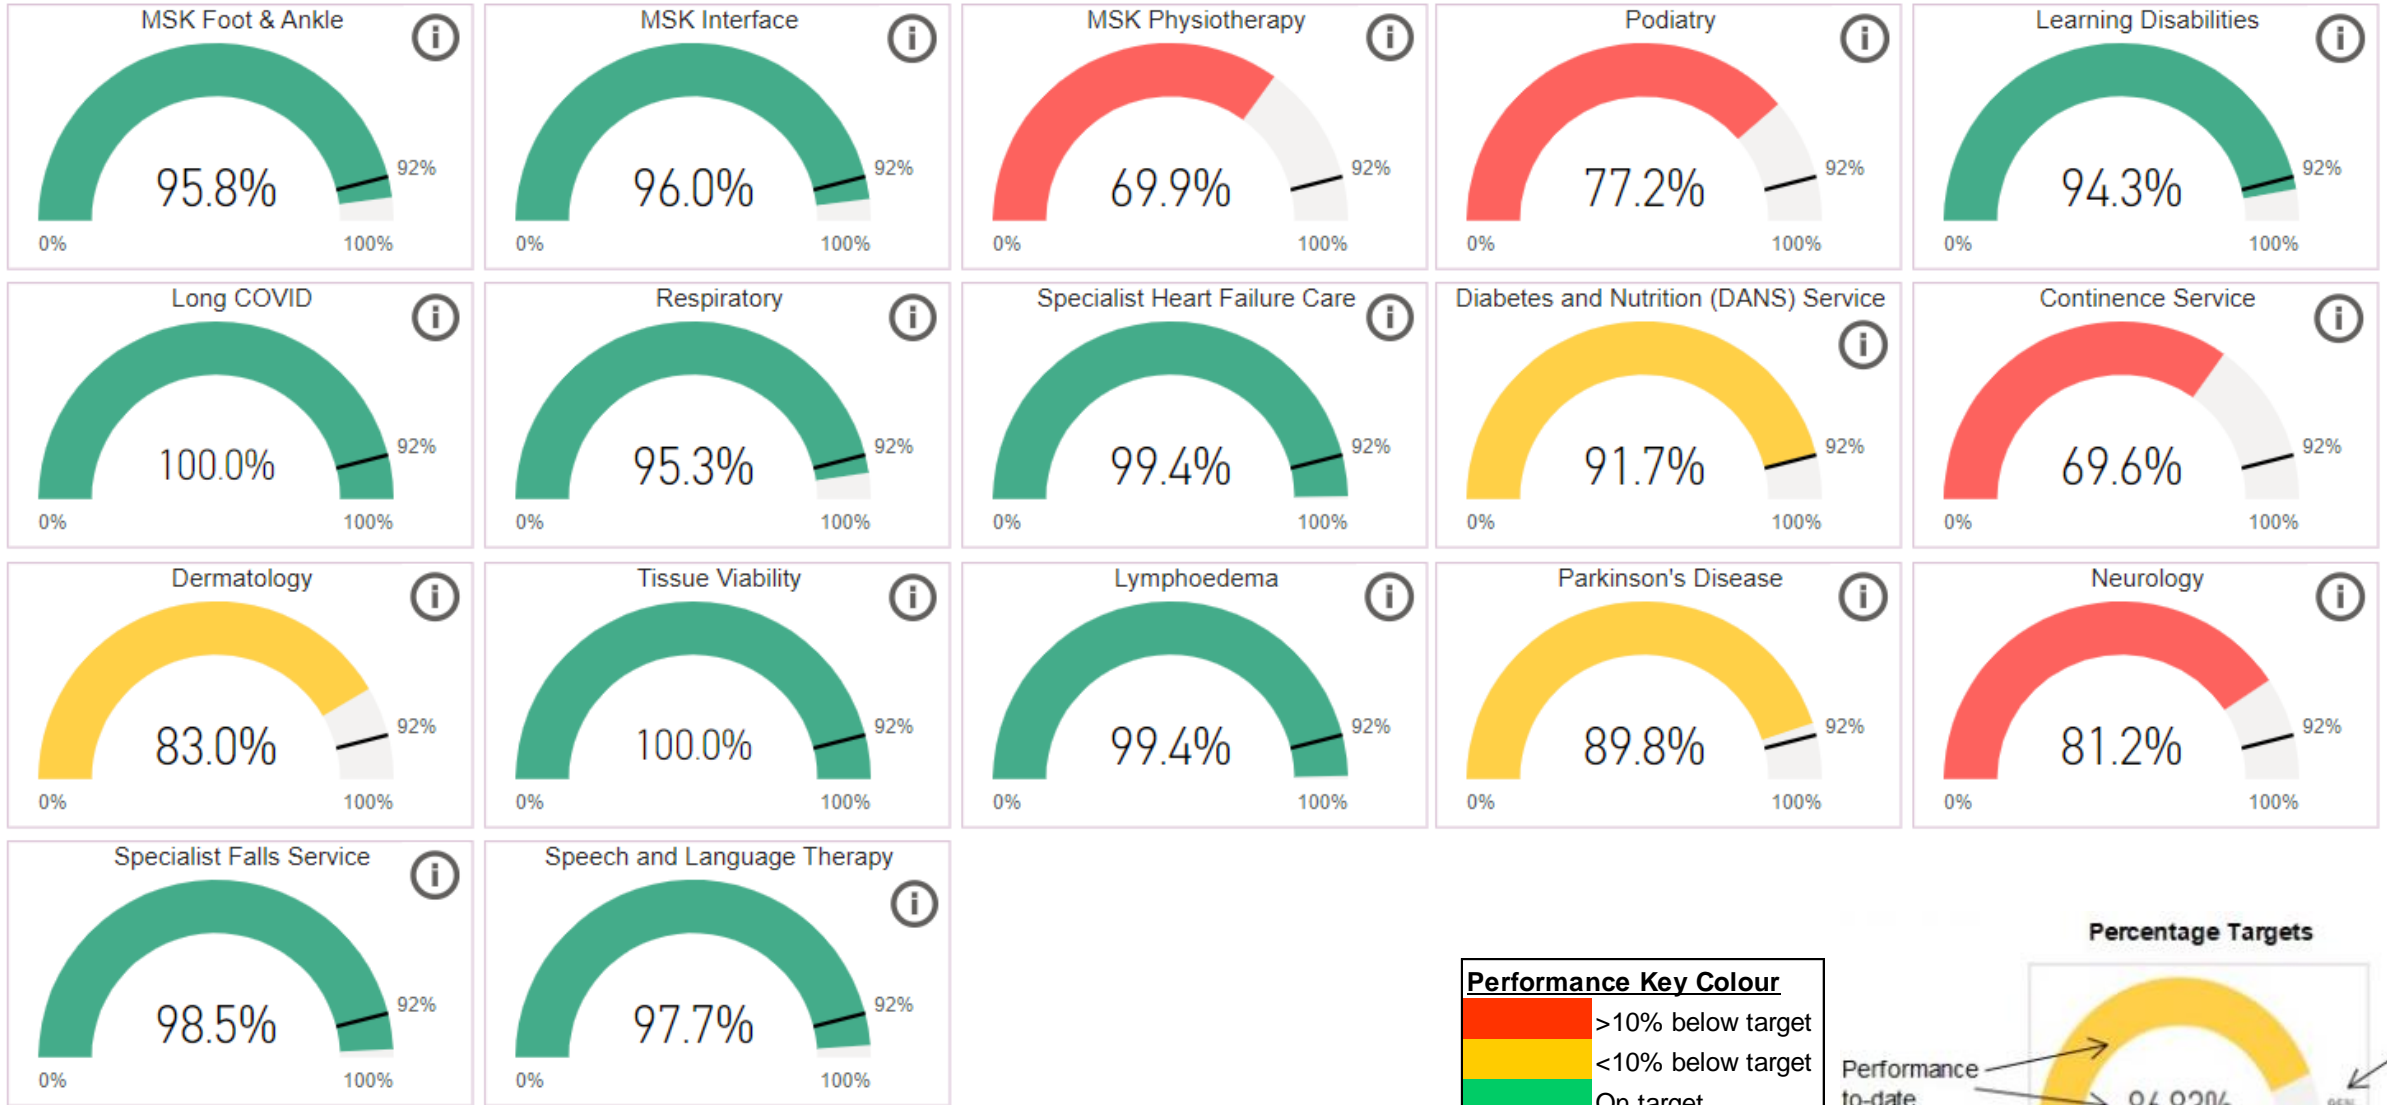 MSK Foot & Ankle
95.8%
92%
0%
100%
MSK Interface
96.0%
92%
0%
100%
MSK Physiotherapy
69.9%
92%
0%
100%
Podiatry
77.2%
92%
0%
100%
Learning Disabilities
94.3%
92%
0%
100%
Long COVID
100.0%
92%
0%
100%
Respiratory
95.3%
92%
0%
100%
Specialist Heart Failure Care
99.4%
92%
0%
100%
Diabetes and Nutrition (DANS) Service
91.7%
92%
0%
100%
Continence Service
69.6%
92%
0%
100%
Dermatology
83.0%
92%
0%
100%
Tissue Viability
100.0%
92%
0%
100%
Lymphoedema
99.4%
92%
0%
100%
Parkinson's Disease
89.8%
92%
0%
100%
Neurology
81.2%
92%
0%
100%
Specialist Falls Service
98.5%
92%
0%
100%
Speech and Language Therapy
97.7%
92%
0%
100%
Performance Key Colour
>10% below target
<10% below target
On target
Percentage Targets
Performance
to-date
95%